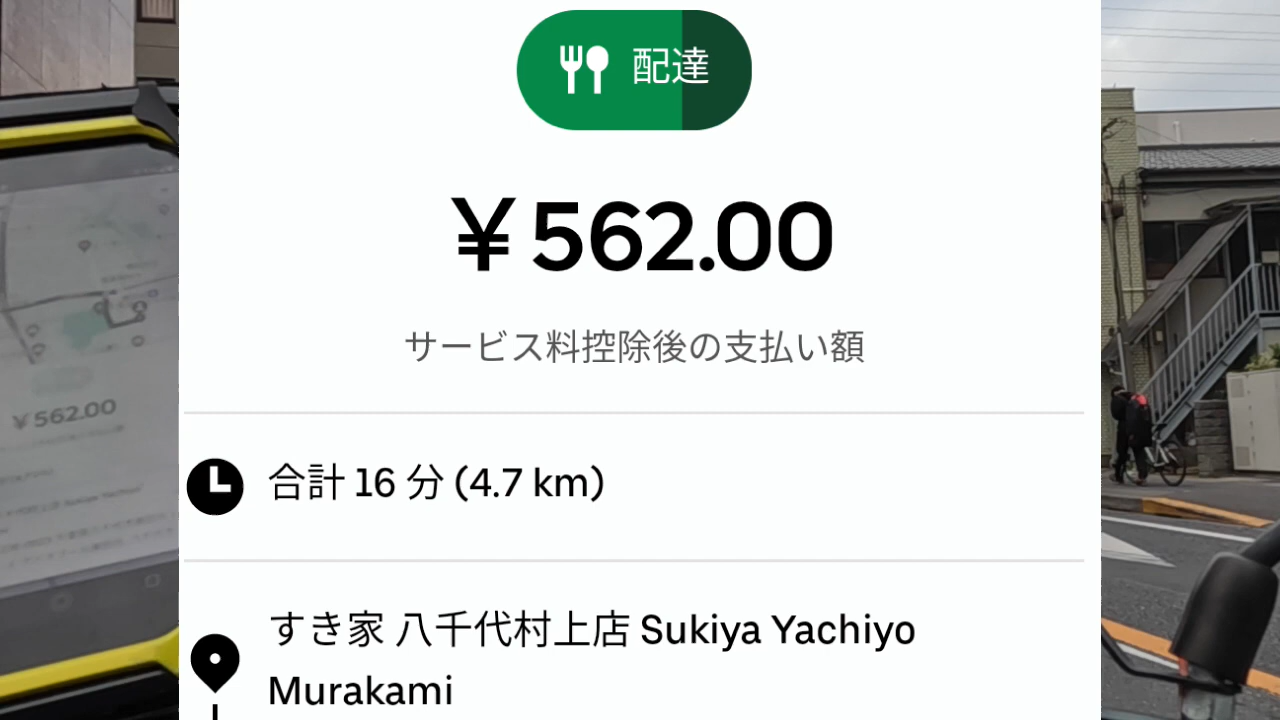 配達
￥562.00
サービス料控除後の支払い額
合計 16 分 (4.7 km)
すき家 八千代村上店 Sukiya Yachiyo
Murakami
￥562.00